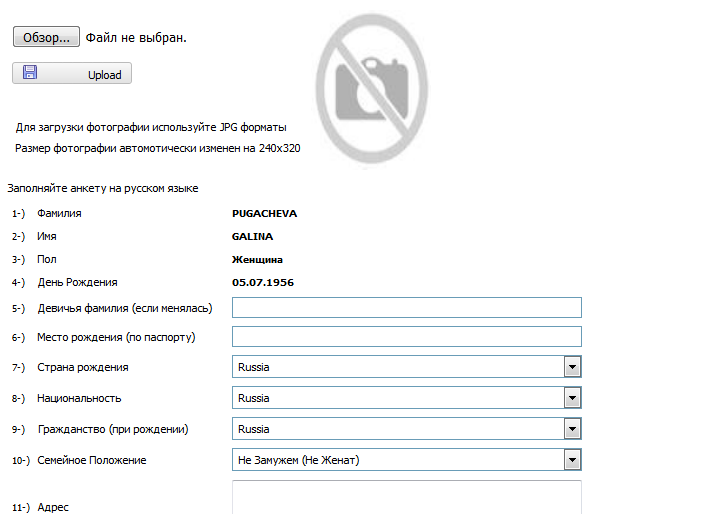 Обзор... Файл не выбран.
Upload
Для загрузки фотографии используйте JPG форматы
Размер фотографии автомотически изменен на 240x320
Заполняйте анкету на русском языке
1-) Фамилия PUGACHEVA
2-) Имя GALINA
3-) Пол Женщина
4-) День Рождения 05.07.1956
5-) Девичья фамилия (если менялась)
6-) Место рождения (по паспорту)
7-) Страна рождения Russia
8-) Национальность Russia
9-) Гражданство (при рождении) Russia
10-) Семейное Положение Не Замужем (Не Женат)
11-) Адрес